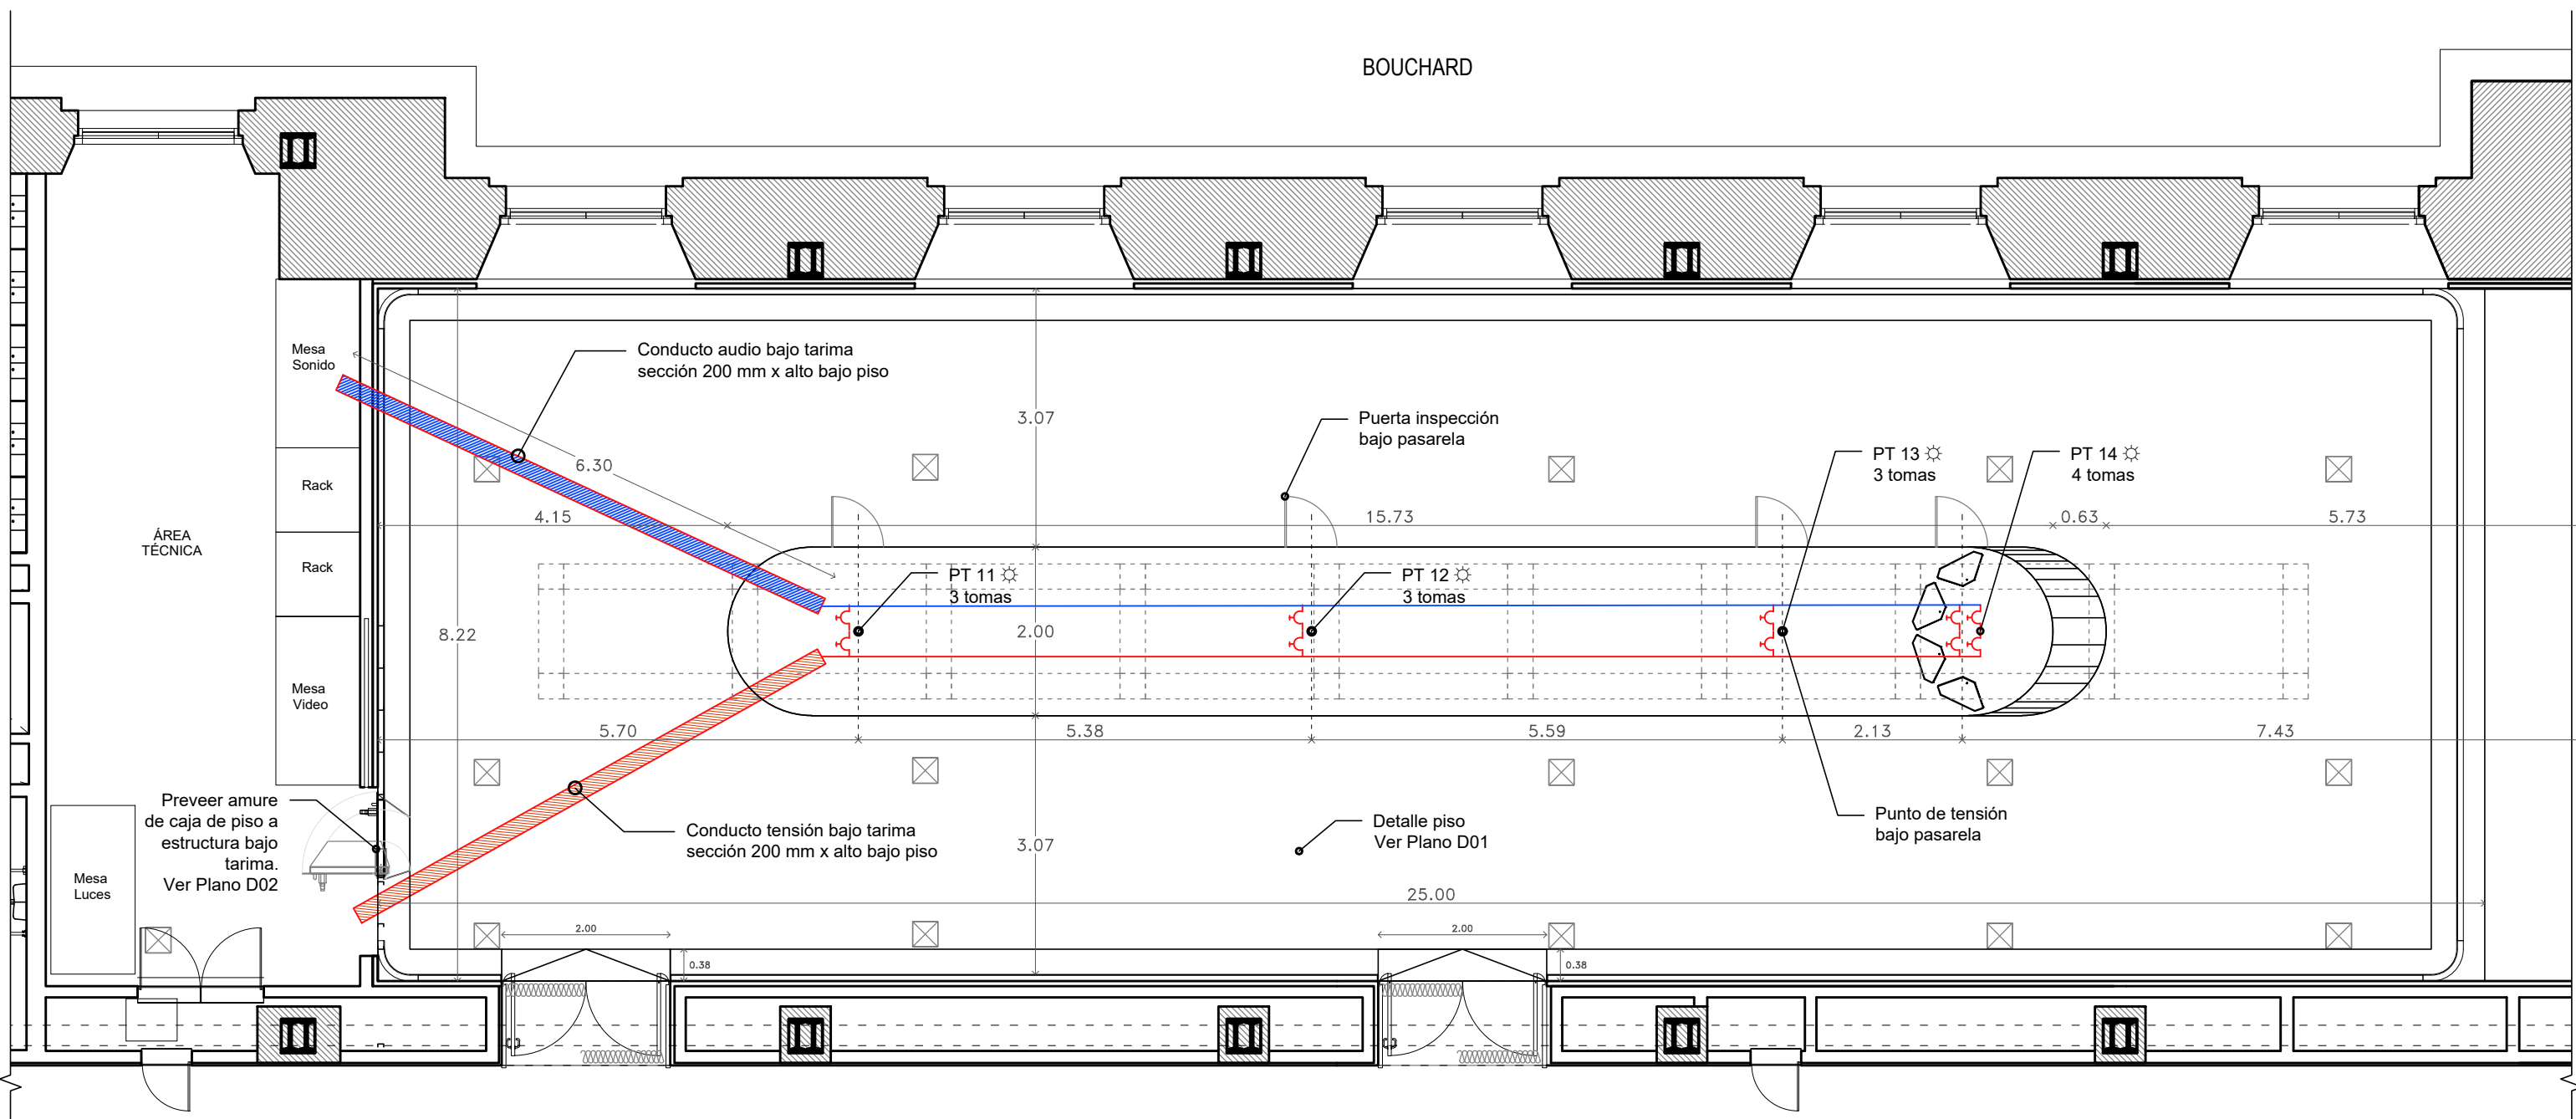 BOUCHARD
Mesa
Sonido
Conducto audio bajo tarima
sección 200 mm x alto bajo piso
6.30
3.07
Puerta inspección
bajo pasarela
PT 13
3 tomas
PT 14
4 tomas
Rack
4.15
15.73
0.63
5.73
ÁREA
TÉCNICA
Rack
PT 11
3 tomas
PT 12
3 tomas
8.22
2.00
Mesa
Video
5.70
5.38
5.59
2.13
7.43
Preveer amure
de caja de piso a
estructura bajo
tarima.
Ver Plano D02
Conducto tensión bajo tarima
sección 200 mm x alto bajo piso
3.07
Detalle piso
Ver Plano D01
Punto de tensión
bajo pasarela
Mesa
Luces
25.00
2.00
2.00
0.38
0.38